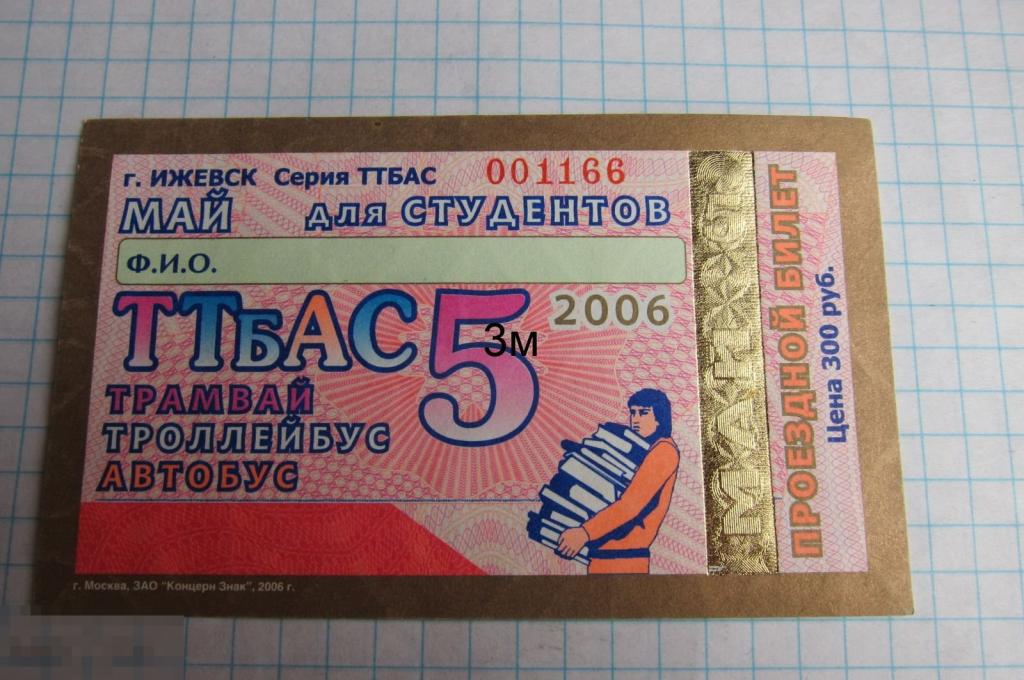 г. ИЖЕВСК Серия ТТБАС 001166
МАЙ для СТУДЕНТОВ
Ф.И.О.
ТТБАС 5 2006
3м
ТРАМВАЙ
ТРОЛЛЕЙБУС
АВТОБУС
ПРОЕЗДНОЙ БИЛЕТ
Цена 300 руб.
г. Москва, ЗАО "Концерн Знак", 2006 г.